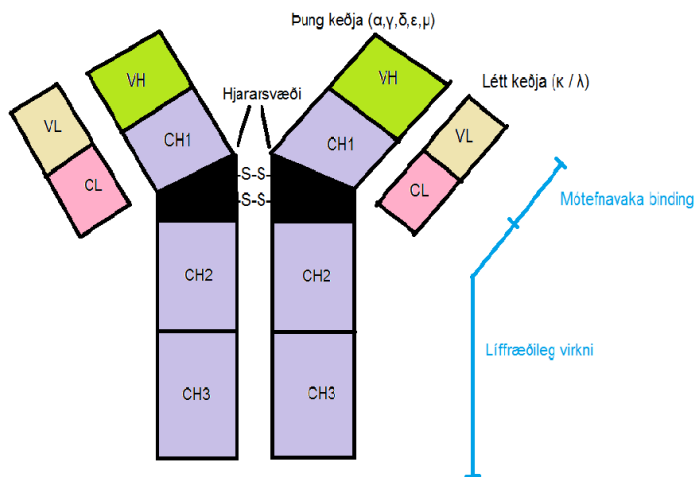 Þung keðja (α,γ,δ,ε,μ)
VH
Hjararsvæði
VH
Létt keðja (κ / λ)
VL
CH1
CH1
VL
CL
-S-S-
CL
-S-S-
Mótefnavaka binding
CH2
CH2
Líffræðileg virkni
CH3
CH3